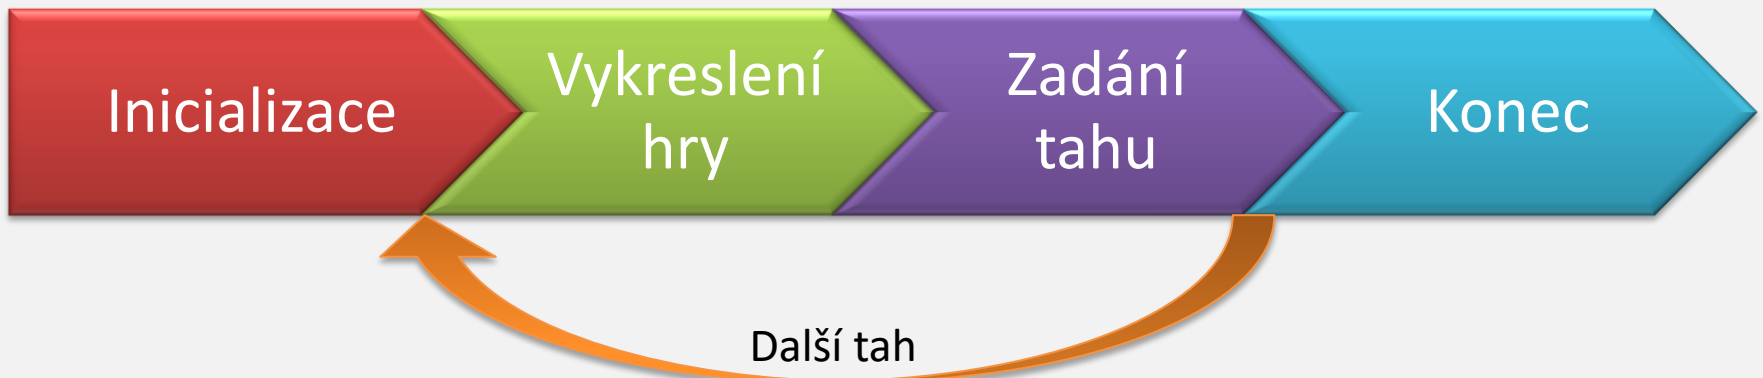 Inicializace
Vykreslení
hry
Zadání
tahu
Konec
Další tah